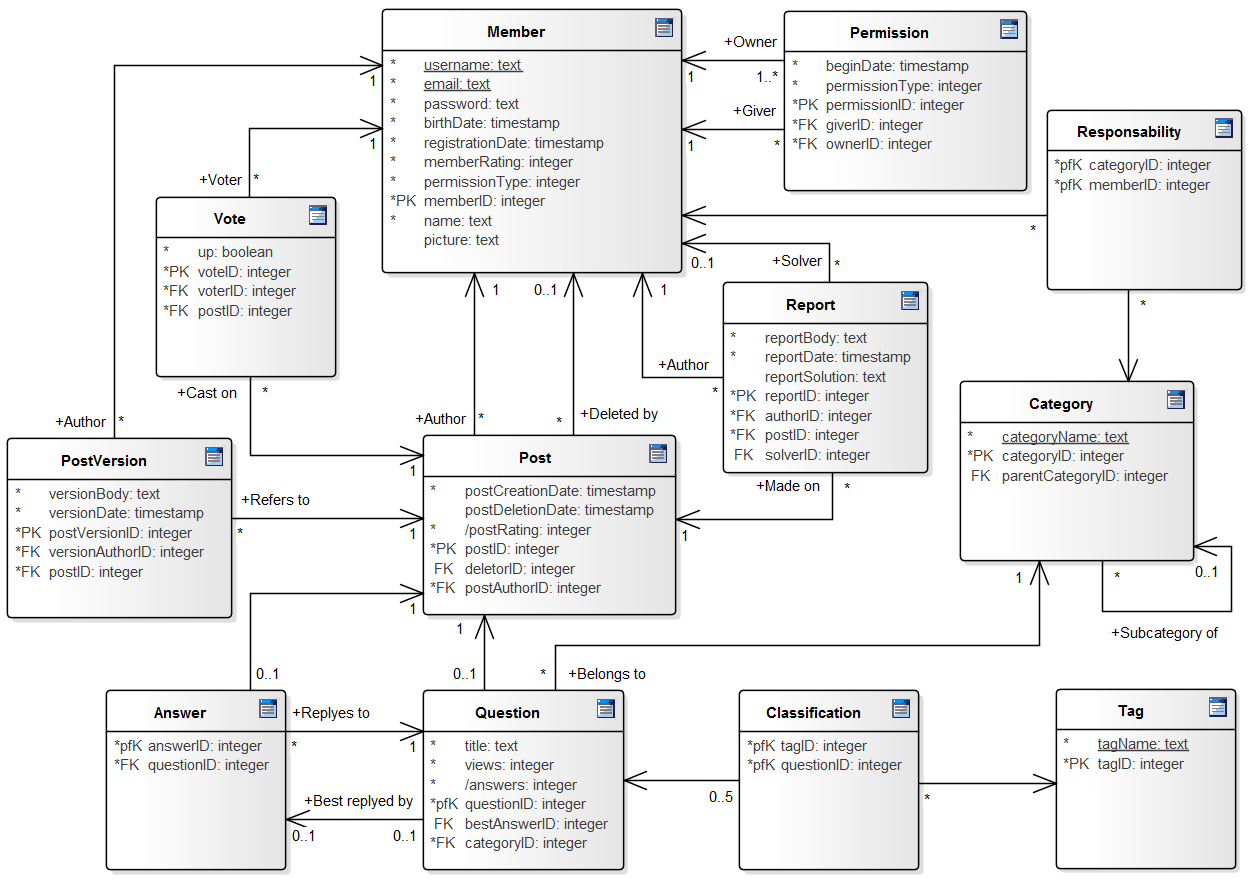 Member
* username: text
* email: text
* password: text
* birthDate: timestamp
* registrationDate: timestamp
* memberRating: integer
* permissionType: integer
*PK memberID: integer
* name: text
picture: text
+Owner
1
1..*
+Giver
1
*
Permission
* beginDate: timestamp
* permissionType: integer
*PK permissionID: integer
*FK giverID: integer
*FK ownerID: integer
Responsability
*pfK categoryID: integer
*pfK memberID: integer
*
*
1
1
+Voter *
Vote
* up: boolean
*PK voteID: integer
*FK voterID: integer
*FK postID: integer
+Cast on *
1
0..1
+Solver *
1
0..1
1
Report
* reportBody: text
* reportDate: timestamp
reportSolution: text
*PK reportID: integer
*FK authorID: integer
*FK postID: integer
FK solverID: integer
+Author
*
+Made on *
1
+Author *
* +Deleted by
+Author *
Category
* categoryName: text
*PK categoryID: integer
FK parentCategoryID: integer
0..1
*
+Subcategory of
1
PostVersion
* versionBody: text
* versionDate: timestamp
*PK postVersionID: integer
*FK versionAuthorID: integer
*FK postID: integer
+Refers to
*
1
Post
* postCreationDate: timestamp
postDeletionDate: timestamp
* /postRating: integer
*PK postID: integer
FK deletorID: integer
*FK postAuthorID: integer
1
1
0..1
0..1
* +Belongs to
Answer
*pfK answerID: integer
*FK questionID: integer
+Replyes to
*
1
+Best replyed by
0..1
0..1
Question
* title: text
* views: integer
* /answers: integer
*pfK questionID: integer
FK bestAnswerID: integer
*FK categoryID: integer
0..5
Classification
*pfK tagID: integer
*pfK questionID: integer
*
Tag
* tagName: text
*PK tagID: integer